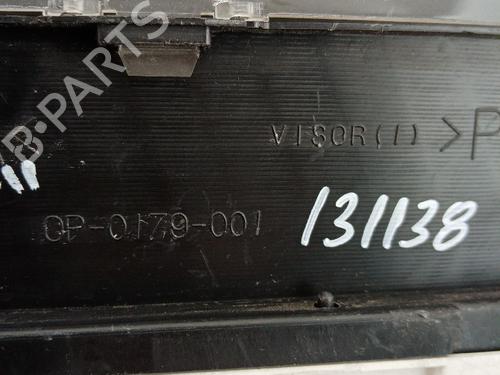 B-PARTS
VISOR(I) >P
GP-0179-001
131138